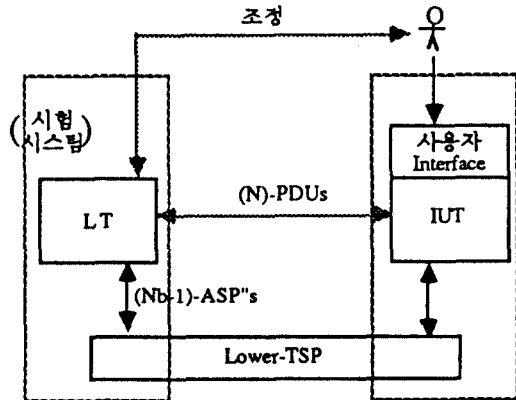 조정
(시험
시스템)
사용자
Interface
LT
(N)-PDUs
IUT
(Nb-1)-ASP"s
Lower-TSP